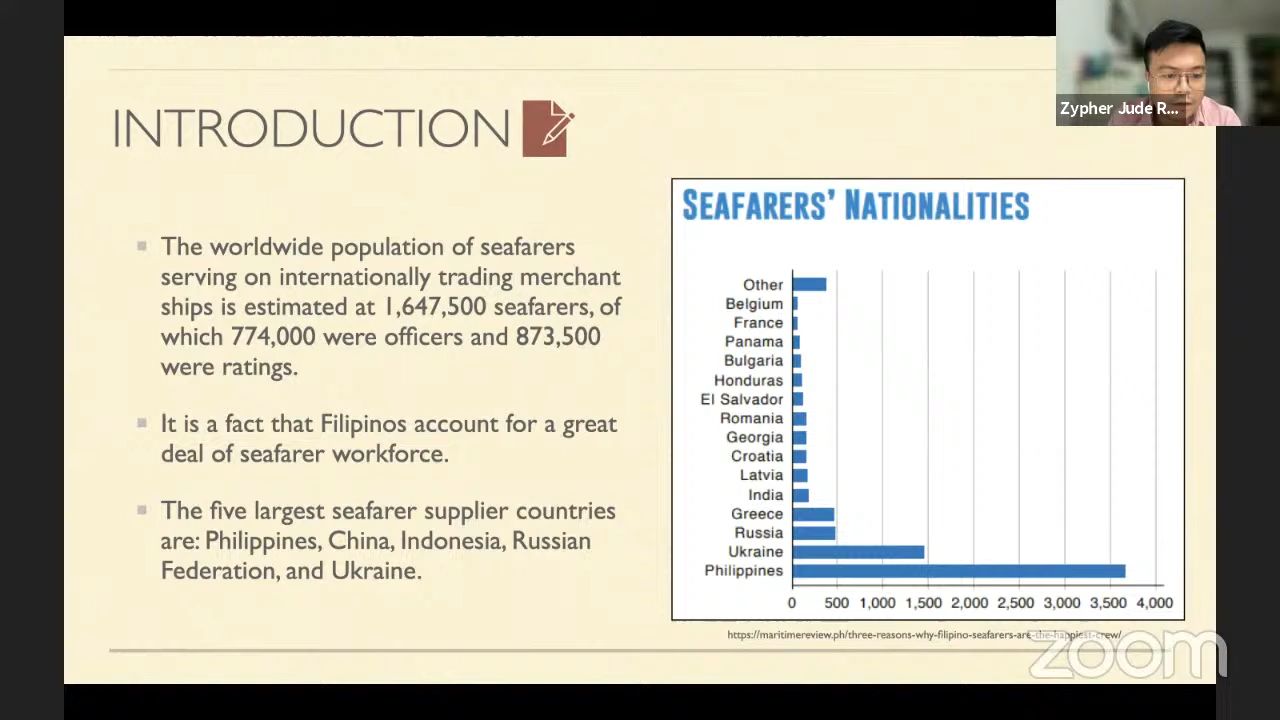 Zypher Jude R...
INTRODUCTION
The worldwide population of seafarers
serving on internationally trading merchant
ships is estimated at 1,647,500 seafarers, of
which 774,000 were officers and 873,500
were ratings.
It is a fact that Filipinos account for a great
deal of seafarer workforce.
The five largest seafarer supplier countries
are: Philippines, China, Indonesia, Russian
Federation, and Ukraine.
SEAFARERS' NATIONALITIES
Other
Belgium
France
Panama
Bulgaria
Honduras
El Salvador
Romania
Georgia
Croatia
Latvia
India
Greece
Russia
Ukraine
Philippines
0 500 1,000 1,500 2,000 2,500 3,000 3,500 4,000
https://maritimereview.ph/three-reasons-why-filipino-seafarers-are-the-happiest-crew/
zoom